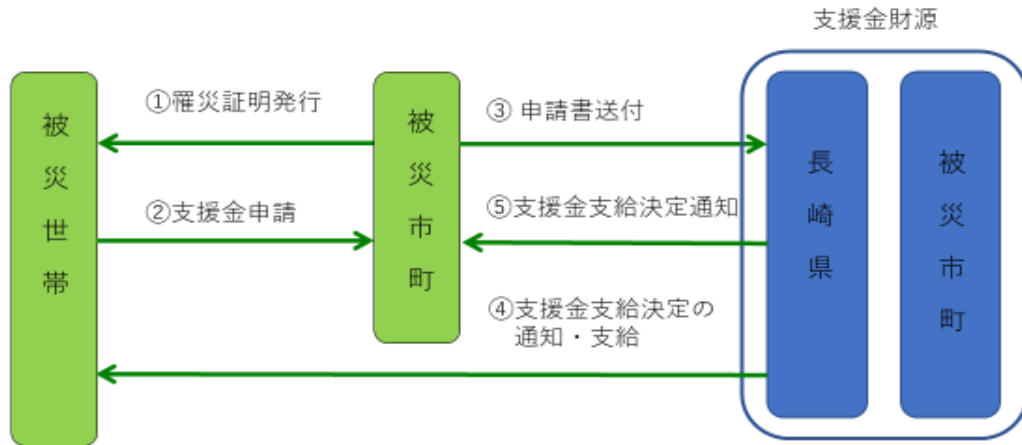 支援金財源
被災世帯
①罹災証明発行
②支援金申請
被災市町
③ 申請書送付
⑤支援金支給決定通知
④支援金支給決定の
通知・支給
長崎県
被災市町